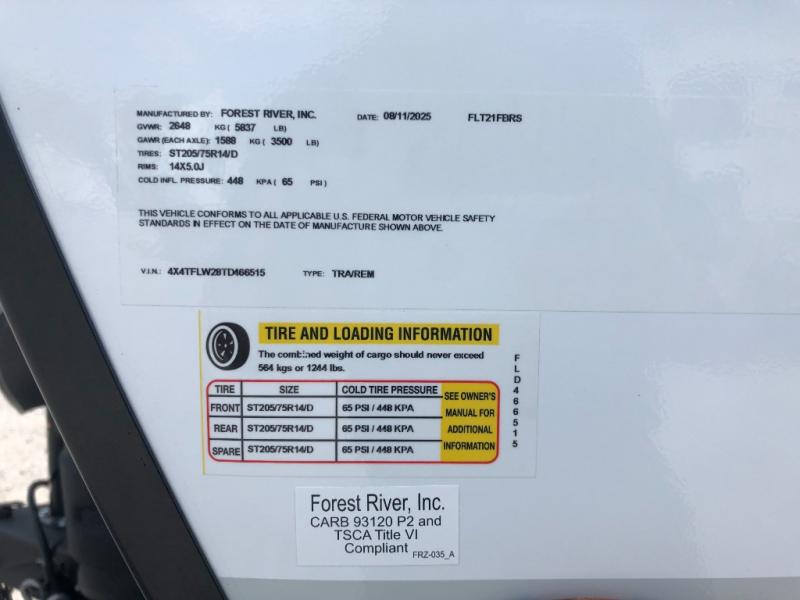 MANUFACTURED BY: FOREST RIVER, INC. DATE: 08/11/2025 FLT21FBRS
GVWR: 2648 KG ( 5837 LB)
GAWR (EACH AXLE): 1588 KG ( 3500 LB)
TIRES: ST205/75R14/D
RIMS: 14X5.0J
COLD INFL. PRESSURE: 448 KPA ( 65 PSI )
THIS VEHICLE CONFORMS TO ALL APPLICABLE U.S. FEDERAL MOTOR VEHICLE SAFETY
STANDARDS IN EFFECT ON THE DATE OF MANUFACTURE SHOWN ABOVE.
V.I.N.: 4X4TFLW28TD466515 TYPE: TRA/REM
TIRE AND LOADING INFORMATION
The combined weight of cargo should never exceed
564 kgs or 1244 lbs.
TIRE SIZE COLD TIRE PRESSURE
FRONT ST205/75R14/D 65 PSI / 448 KPA
REAR ST205/75R14/D 65 PSI / 448 KPA
SPARE ST205/75R14/D 65 PSI / 448 KPA
SEE OWNER'S
MANUAL FOR
ADDITIONAL
INFORMATION
FLD466515
Forest River, Inc.
CARB 93120 P2 and
TSCA Title VI
Compliant FRZ-035_A